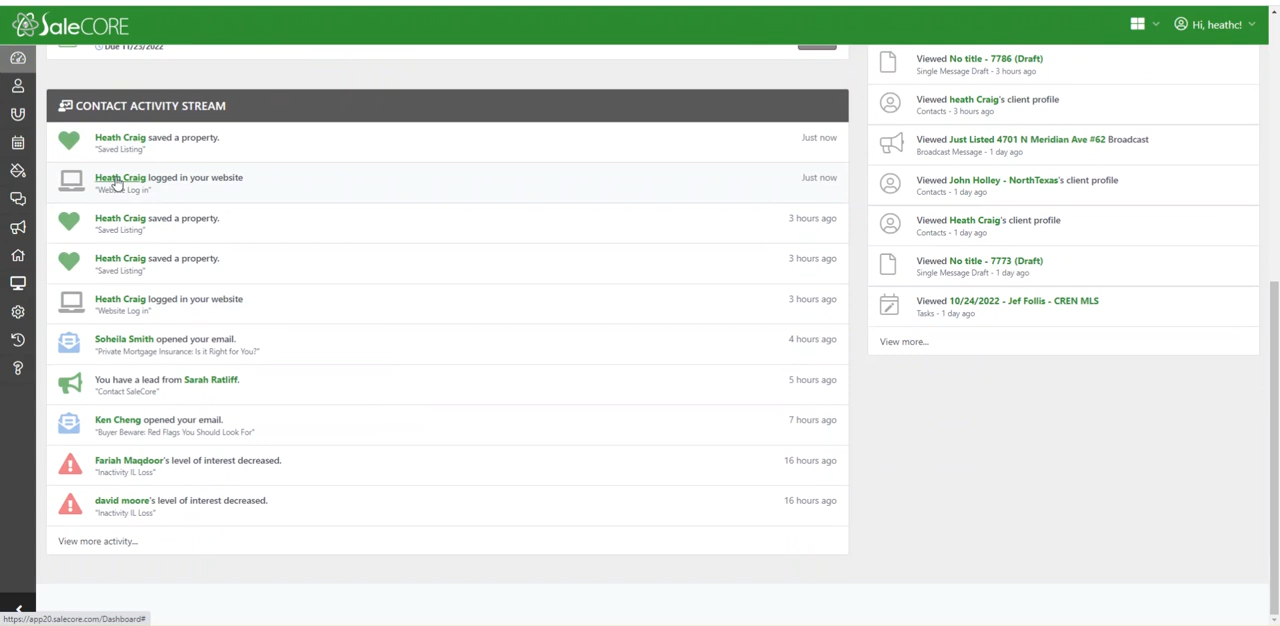 SaleCORE
Hi, heathc!
Due 11/23/2022
CONTACT ACTIVITY STREAM
Heath Craig saved a property.
"Saved Listing"
Just now
Heath Craig logged in your website
"Website Log in"
Just now
Heath Craig saved a property.
"Saved Listing"
3 hours ago
Heath Craig saved a property.
"Saved Listing"
3 hours ago
Heath Craig logged in your website
"Website Log in"
3 hours ago
Soheila Smith opened your email.
"Private Mortgage Insurance: Is it Right for You?"
4 hours ago
You have a lead from Sarah Ratliff.
"Contact SaleCore"
5 hours ago
Ken Cheng opened your email.
"Buyer Beware: Red Flags You Should Look For"
7 hours ago
Fariah Maqdoor's level of interest decreased.
"Inactivity IL Loss"
16 hours ago
david moore's level of interest decreased.
"Inactivity IL Loss"
16 hours ago
View more activity...
Viewed No title - 7786 (Draft)
Single Message Draft - 3 hours ago
Viewed heath Craig's client profile
Contacts - 3 hours ago
Viewed Just Listed 4701 N Meridian Ave #62 Broadcast
Broadcast Message - 1 day ago
Viewed John Holley - NorthTexas's client profile
Contacts - 1 day ago
Viewed Heath Craig's client profile
Contacts - 1 day ago
Viewed No title - 7773 (Draft)
Single Message Draft - 1 day ago
Viewed 10/24/2022 - Jef Follis - CREN MLS
Tasks - 1 day ago
View more...
https://app20.salecore.com/Dashboard#